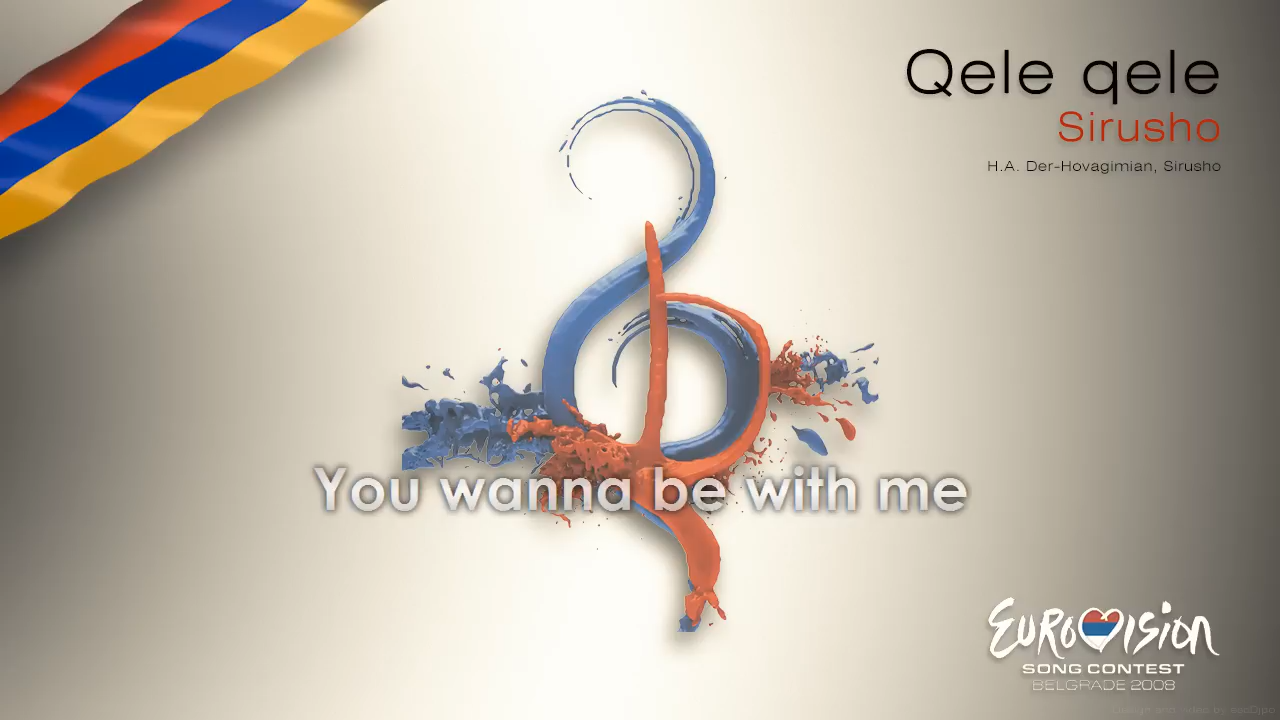 Qele qele
Sirusho
H.A. Der-Hovagimian, Sirusho
You wanna be with me
EUROVISION
SONG CONTEST
BELGRADE 2008